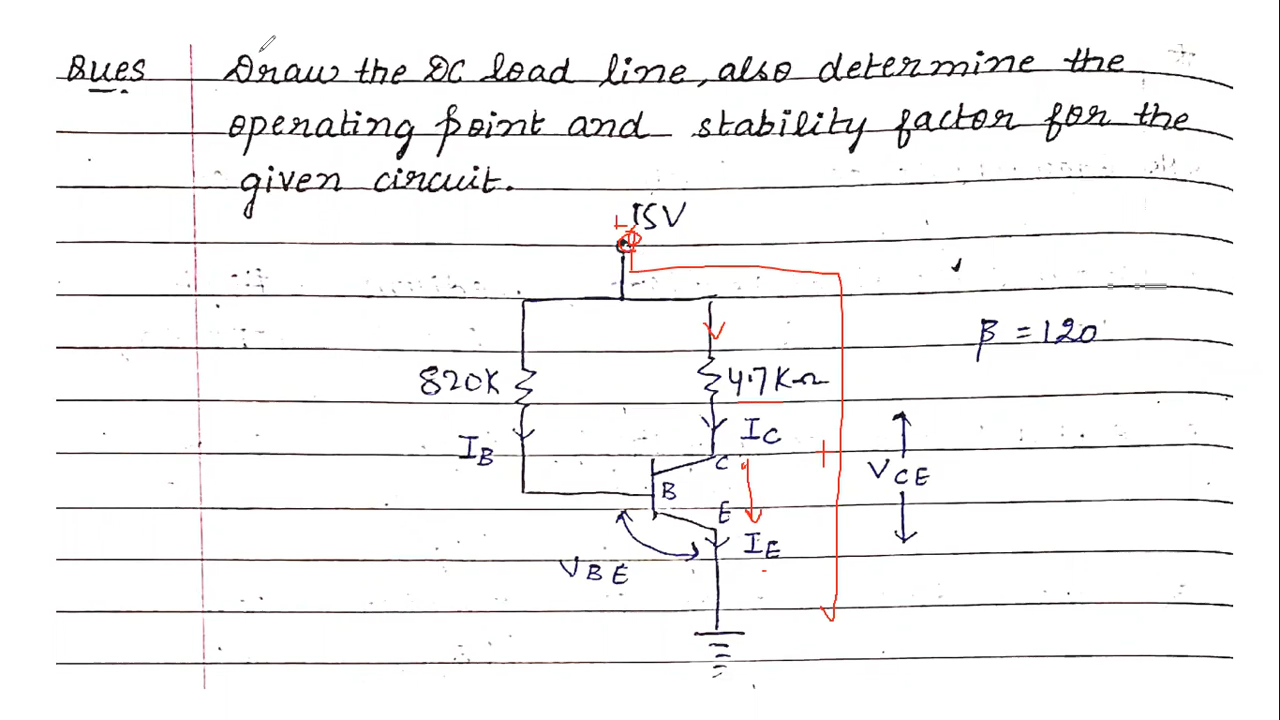 Ques Draw the DC load line, also determine the
operating point and stability factor for the
given circuit.
+15V
β = 120
820K 4.7KΩ
IB IC
C
VCE
B
E
IE
VBE